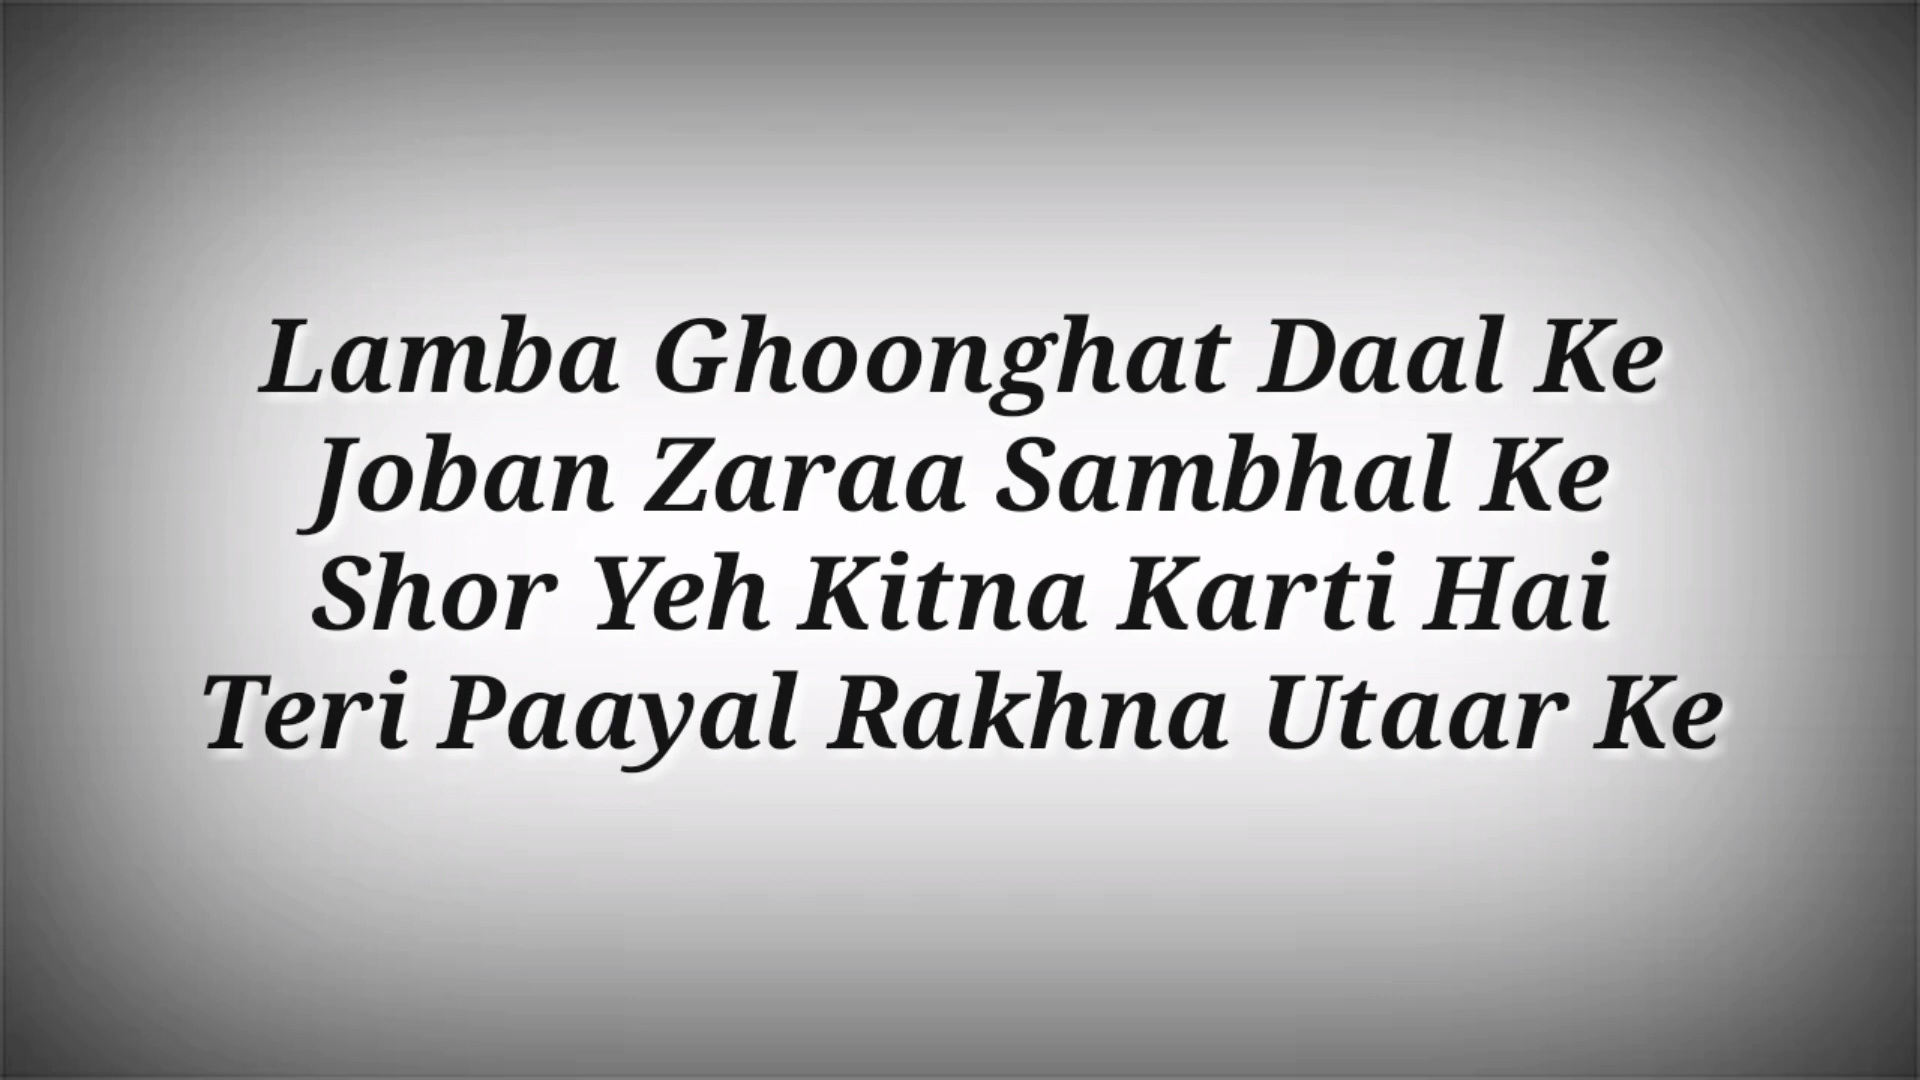 Lamba Ghoonghat Daal Ke
Joban Zaraa Sambhal Ke
Shor Yeh Kitna Karti Hai
Teri Paayal Rakhna Utaar Ke